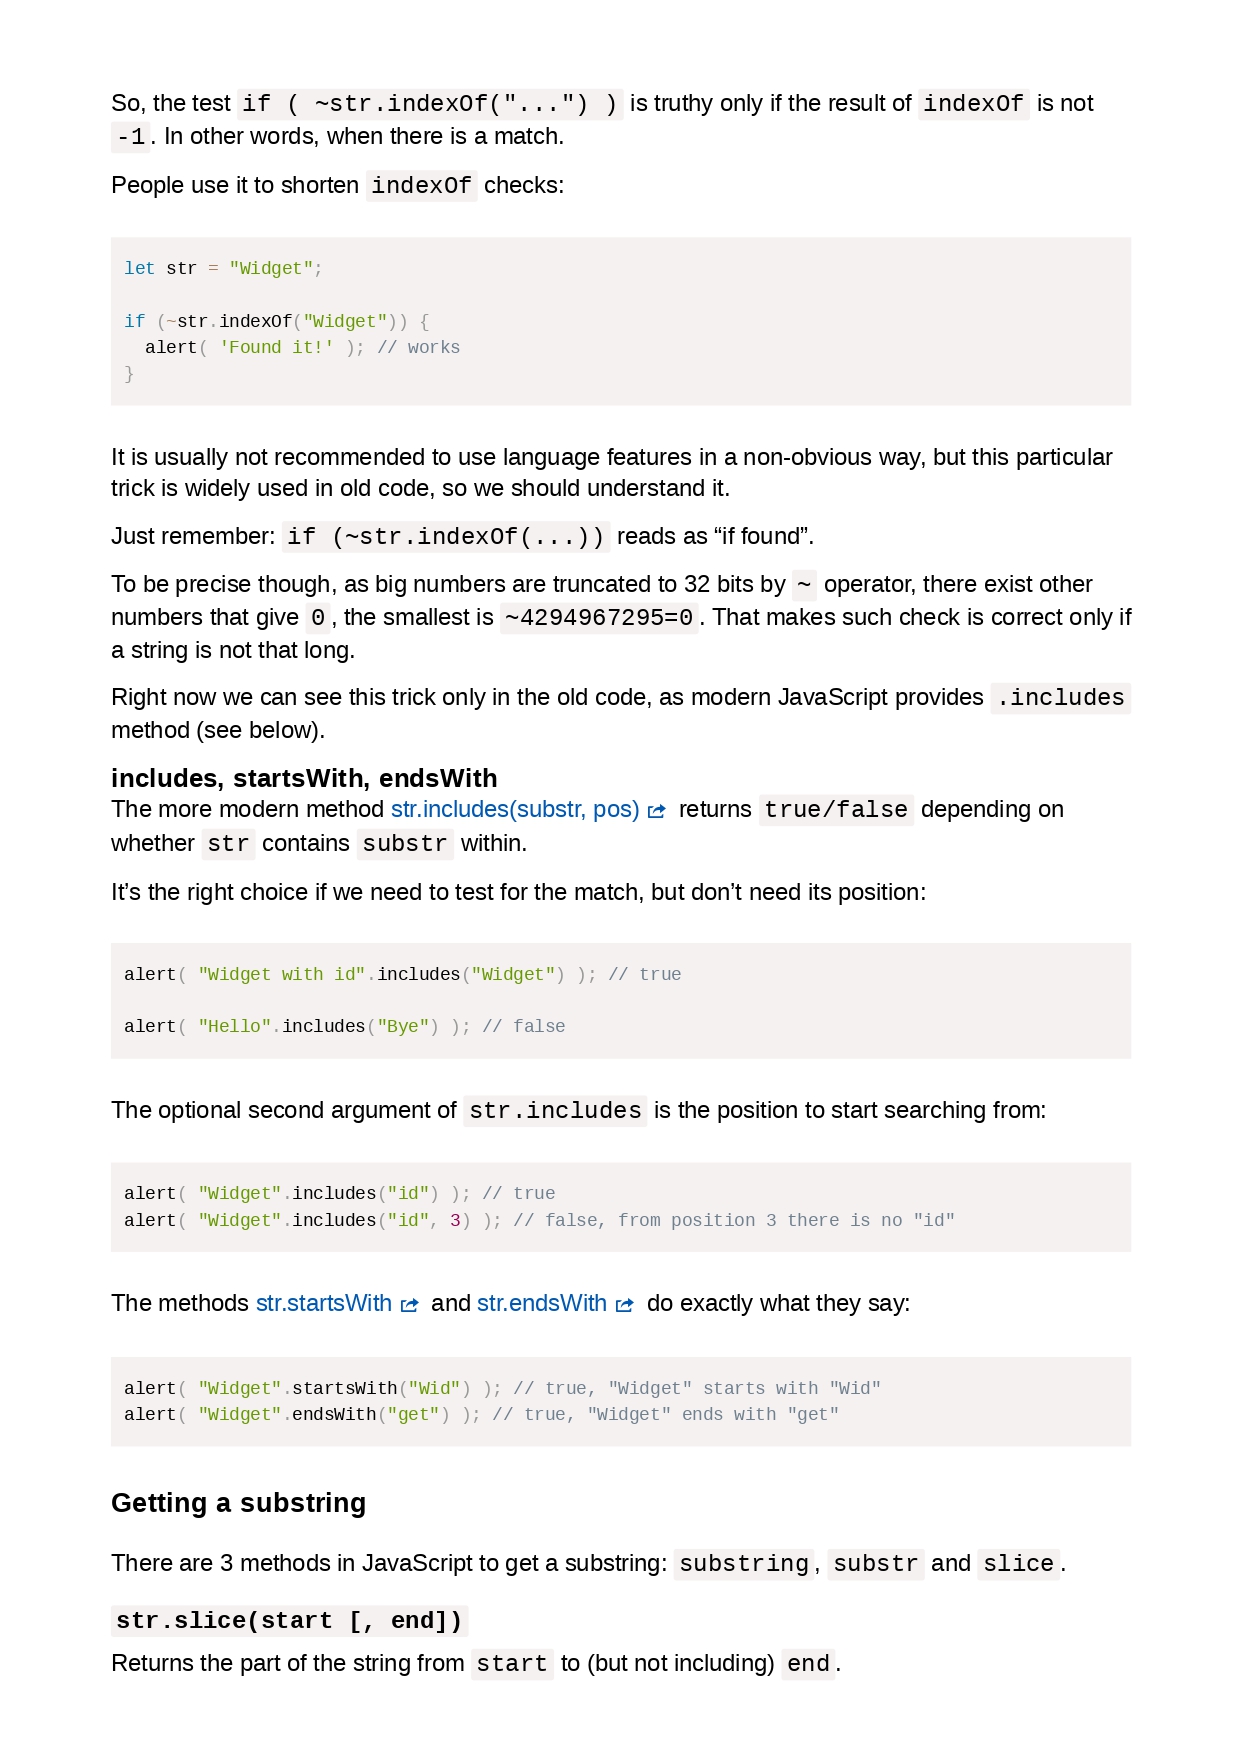 So, the test if ( ~str.indexOf("...") ) is truthy only if the result of indexOf is not
-1. In other words, when there is a match.
People use it to shorten indexOf checks:
let str = "Widget";
if (~str.indexOf("Widget")) {
  alert( 'Found it!' ); // works
}
It is usually not recommended to use language features in a non-obvious way, but this particular
trick is widely used in old code, so we should understand it.
Just remember: if (~str.indexOf(...)) reads as “if found”.
To be precise though, as big numbers are truncated to 32 bits by ~ operator, there exist other
numbers that give 0, the smallest is ~4294967295=0. That makes such check is correct only if
a string is not that long.
Right now we can see this trick only in the old code, as modern JavaScript provides .includes
method (see below).
includes, startsWith, endsWith
The more modern method str.includes(substr, pos) returns true/false depending on
whether str contains substr within.
It’s the right choice if we need to test for the match, but don’t need its position:
alert( "Widget with id".includes("Widget") ); // true
alert( "Hello".includes("Bye") ); // false
The optional second argument of str.includes is the position to start searching from:
alert( "Widget".includes("id") ); // true
alert( "Widget".includes("id", 3) ); // false, from position 3 there is no "id"
The methods str.startsWith and str.endsWith do exactly what they say:
alert( "Widget".startsWith("Wid") ); // true, "Widget" starts with "Wid"
alert( "Widget".endsWith("get") ); // true, "Widget" ends with "get"
Getting a substring
There are 3 methods in JavaScript to get a substring: substring, substr and slice.
str.slice(start [, end])
Returns the part of the string from start to (but not including) end.